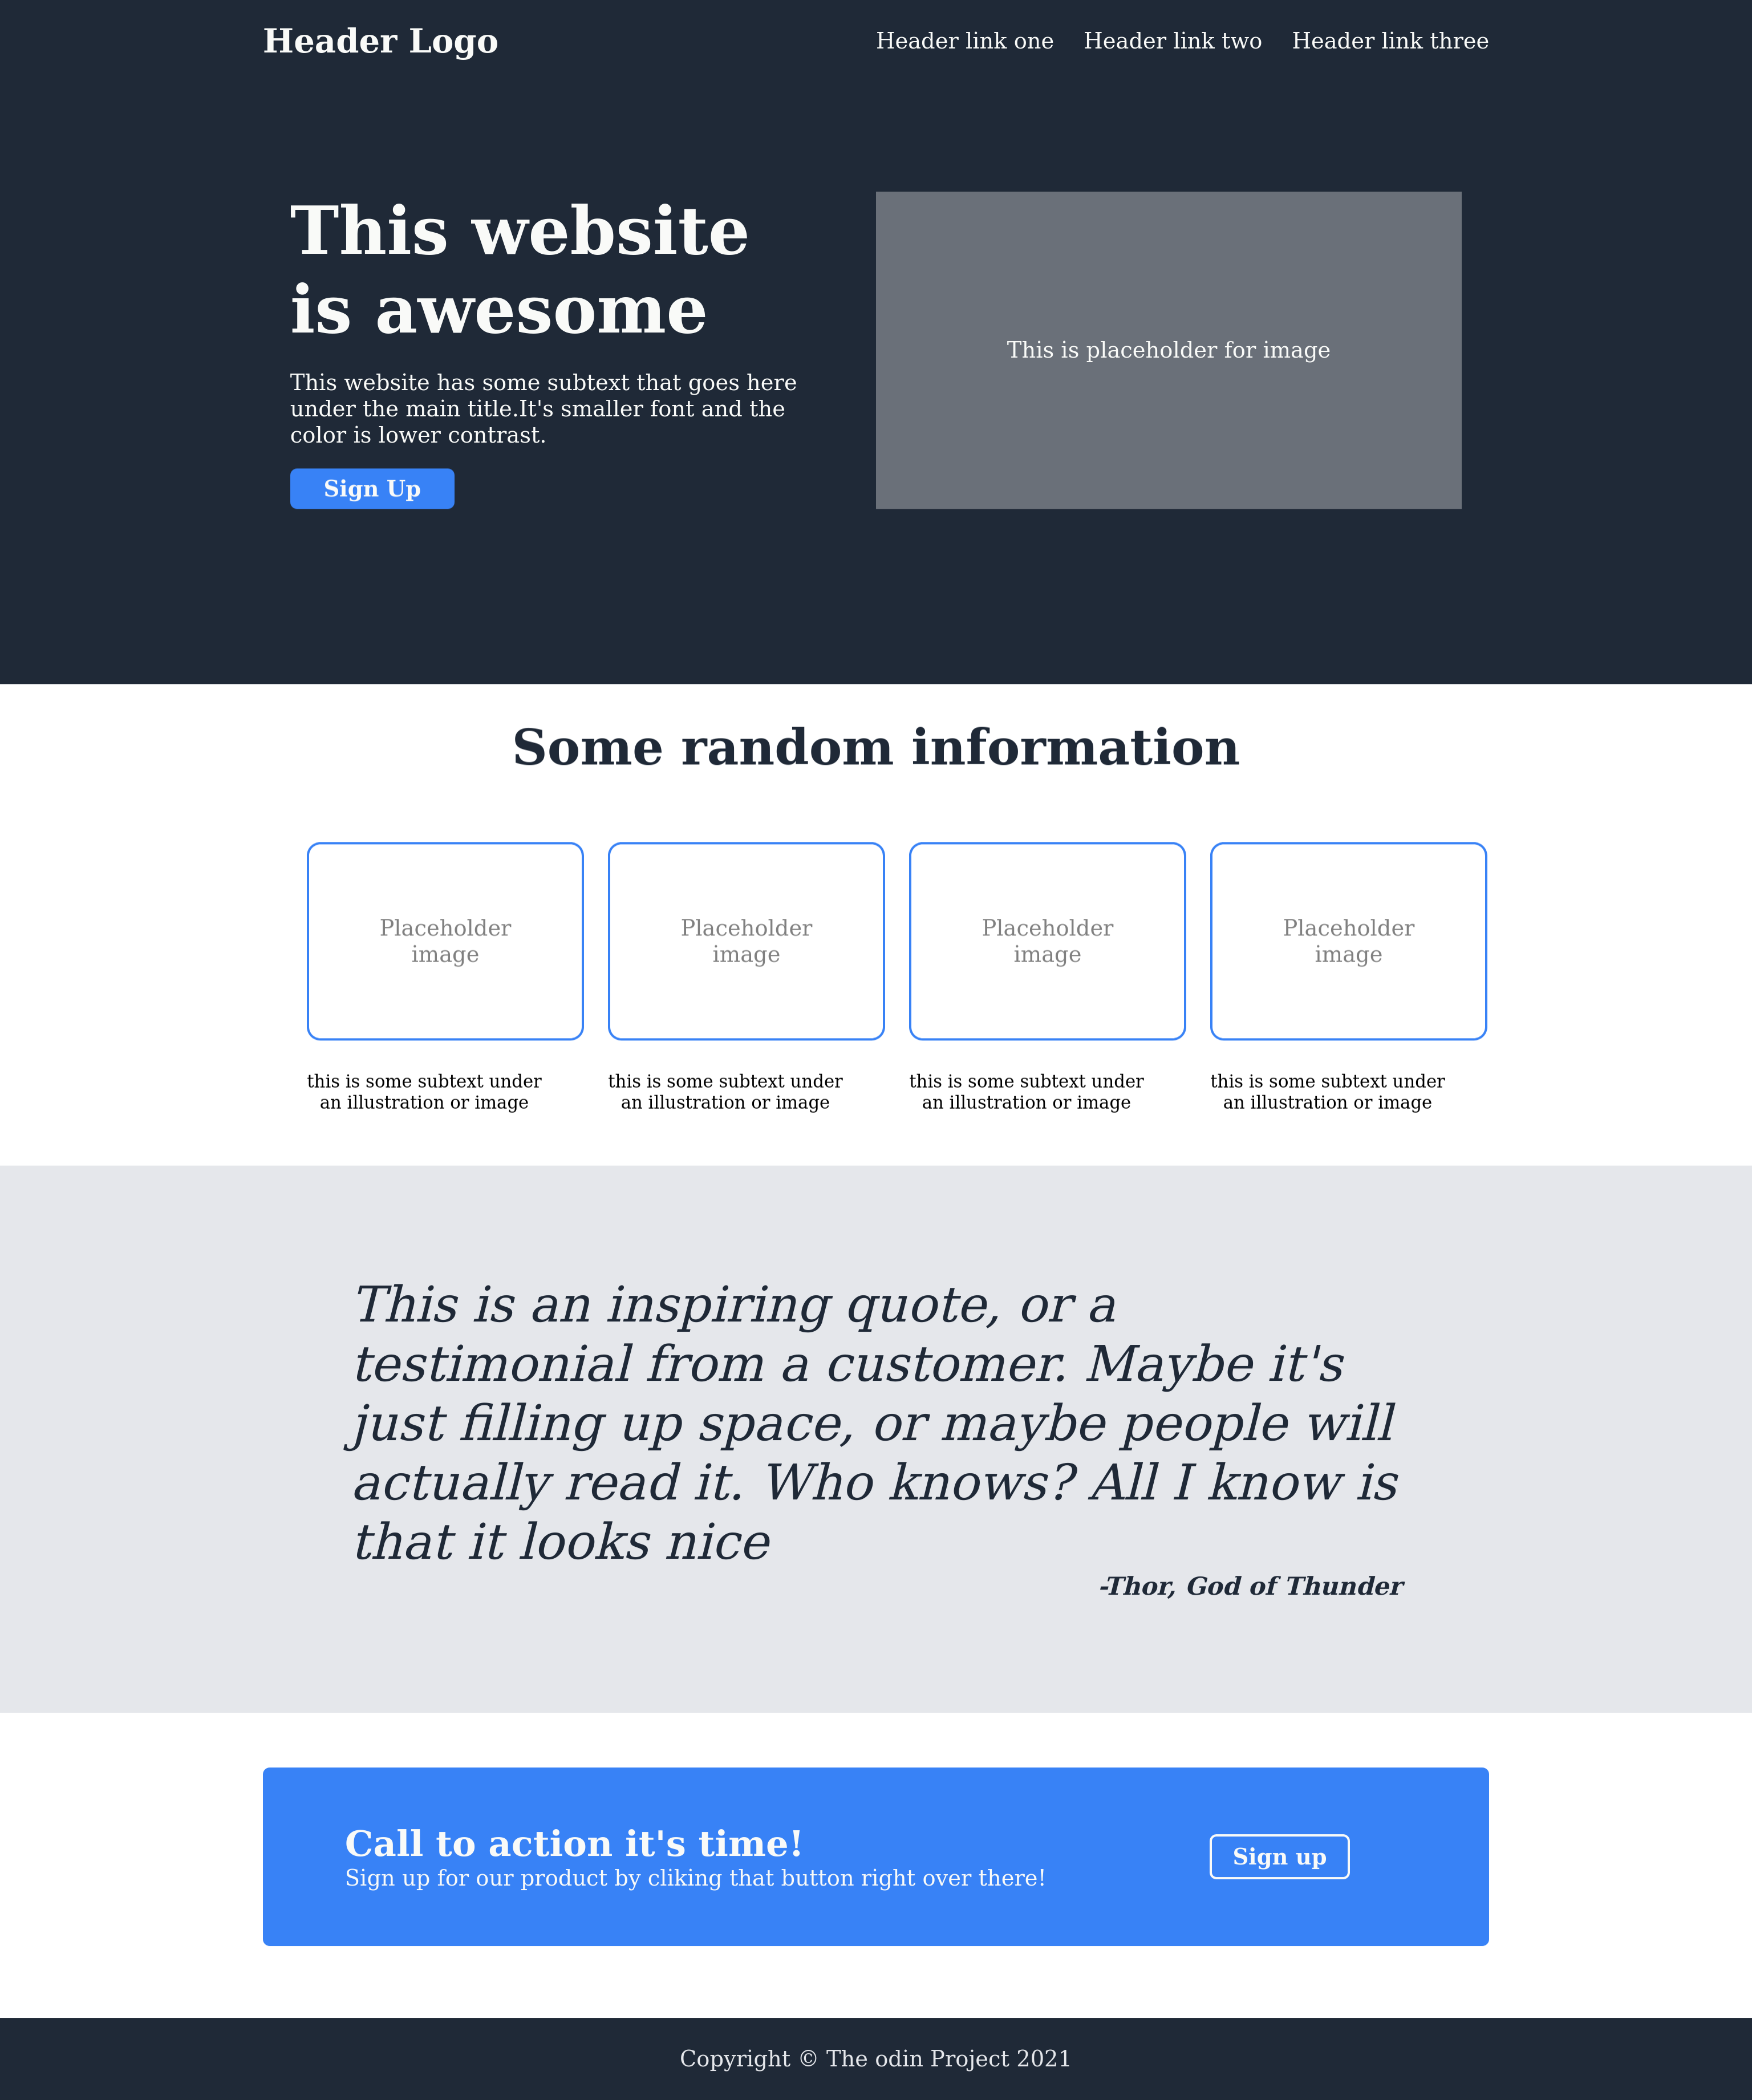 Header Logo
Header link one
Header link two
Header link three
This website
is awesome
This website has some subtext that goes here
under the main title.It's smaller font and the
color is lower contrast.
Sign Up
This is placeholder for image
Some random information
Placeholder
image
Placeholder
image
Placeholder
image
Placeholder
image
this is some subtext under
an illustration or image
this is some subtext under
an illustration or image
this is some subtext under
an illustration or image
this is some subtext under
an illustration or image
This is an inspiring quote, or a
testimonial from a customer. Maybe it's
just filling up space, or maybe people will
actually read it. Who knows? All I know is
that it looks nice
-Thor, God of Thunder
Call to action it's time!
Sign up for our product by cliking that button right over there!
Sign up
Copyright © The odin Project 2021